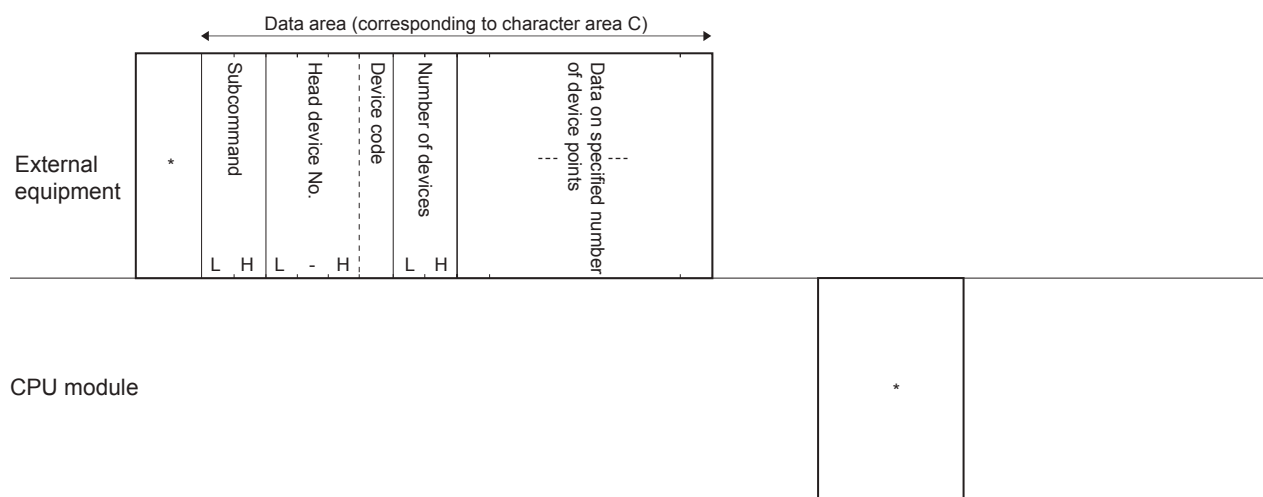 Data area (corresponding to character area C)
External
equipment
*
Subcommand
L H
Head device No.
L - H
Device code
Number of devices
L H
Data on specified number
of device points
CPU module
*